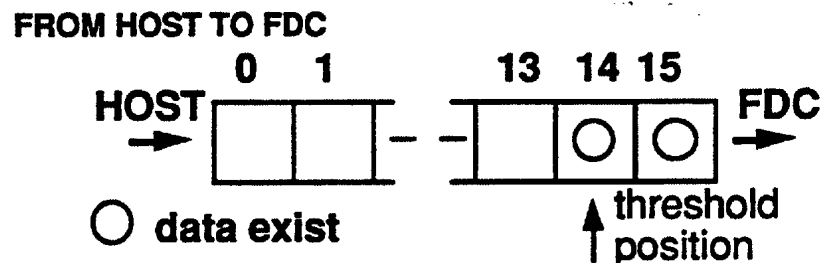 FROM HOST TO FDC
0 1 13 14 15
HOST FDC
data exist
threshold
position